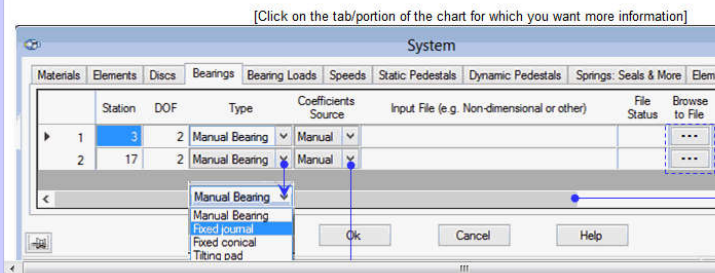 [Click on the tab/portion of the chart for which you want more information]
System
Materials Elements Discs Bearings Bearing Loads Speeds Static Pedestals Dynamic Pedestals Springs: Seals & More Elem
Station DOF Type Coefficients Source Input File (e.g. Non-dimensional or other) File Status Browse to File
1 3 2 Manual Bearing Manual ...
2 17 2 Manual Bearing Manual ...
Manual Bearing
Manual Bearing
Fixed journal
Fixed conical
Tilting pad
Ok Cancel Help